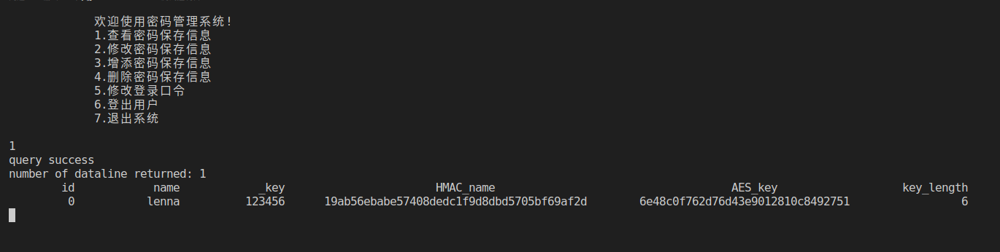 欢迎使用密码管理系统!
1.查看密码保存信息
2.修改密码保存信息
3.增添密码保存信息
4.删除密码保存信息
5.修改登录口令
6.登出用户
7.退出系统
1
query success
number of dataline returned: 1
id name _key HMAC_name AES_key key_length
0 lenna 123456 19ab56ebabe57408dedc1f9d8dbd5705bf69af2d 6e48c0f762d76d43e9012810c8492751 6